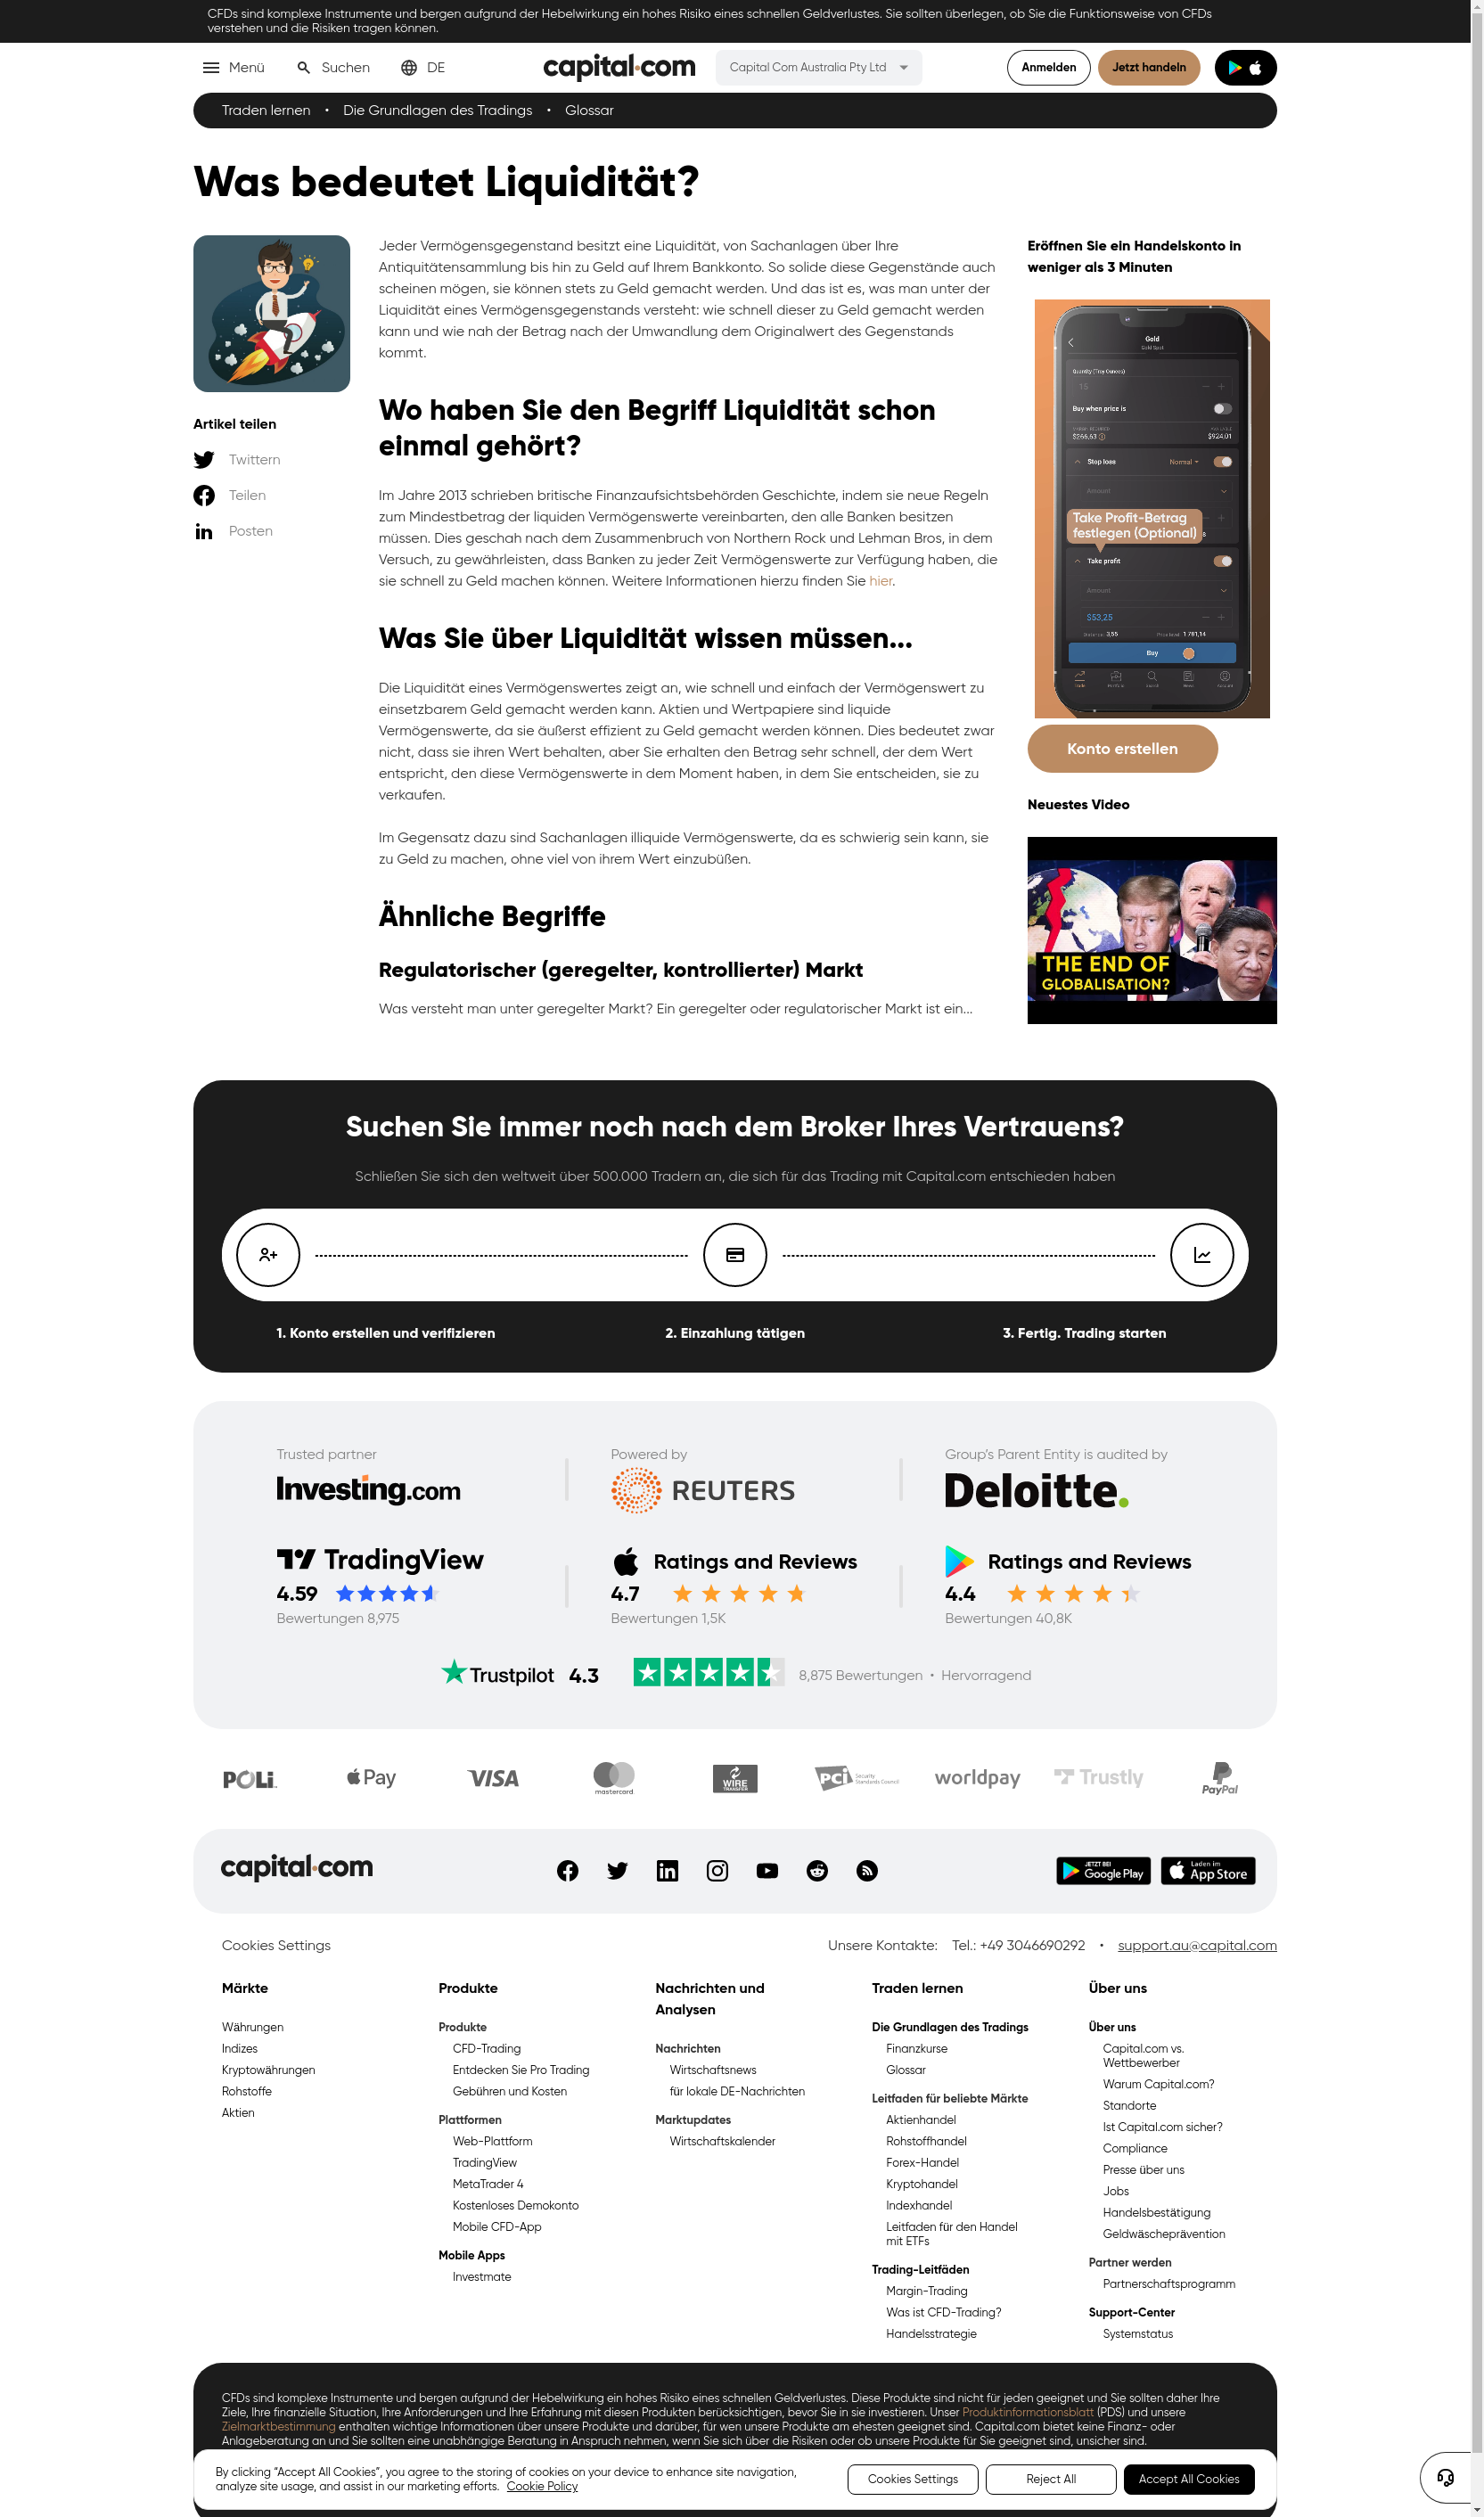 CFDs sind komplexe Instrumente und bergen aufgrund der Hebelwirkung ein hohes Risiko eines schnellen Geldverlustes. Sie sollten überlegen, ob Sie die Funktionsweise von CFDs
verstehen und die Risiken tragen können.
Menü
Suchen
DE
capital.com
Capital Com Australia Pty Ltd
Anmelden
Jetzt handeln
Traden lernen • Die Grundlagen des Tradings • Glossar
Was bedeutet Liquidität?
Artikel teilen
Twittern
Teilen
Posten
Jeder Vermögensgegenstand besitzt eine Liquidität, von Sachanlagen über Ihre
Antiquitätensammlung bis hin zu Geld auf Ihrem Bankkonto. So solide diese Gegenstände auch
scheinen mögen, sie können stets zu Geld gemacht werden. Und das ist es, was man unter der
Liquidität eines Vermögensgegenstands versteht: wie schnell dieser zu Geld gemacht werden
kann und wie nah der Betrag nach der Umwandlung dem Originalwert des Gegenstands
kommt.
Wo haben Sie den Begriff Liquidität schon
einmal gehört?
Im Jahre 2013 schrieben britische Finanzaufsichtsbehörden Geschichte, indem sie neue Regeln
zum Mindestbetrag der liquiden Vermögenswerte vereinbarten, den alle Banken besitzen
müssen. Dies geschah nach dem Zusammenbruch von Northern Rock und Lehman Bros, in dem
Versuch, zu gewährleisten, dass Banken zu jeder Zeit Vermögenswerte zur Verfügung haben, die
sie schnell zu Geld machen können. Weitere Informationen hierzu finden Sie hier.
Was Sie über Liquidität wissen müssen...
Die Liquidität eines Vermögenswertes zeigt an, wie schnell und einfach der Vermögenswert zu
einsetzbarem Geld gemacht werden kann. Aktien und Wertpapiere sind liquide
Vermögenswerte, da sie äußerst effizient zu Geld gemacht werden können. Dies bedeutet zwar
nicht, dass sie ihren Wert behalten, aber Sie erhalten den Betrag sehr schnell, der dem Wert
entspricht, den diese Vermögenswerte in dem Moment haben, in dem Sie entscheiden, sie zu
verkaufen.
Im Gegensatz dazu sind Sachanlagen illiquide Vermögenswerte, da es schwierig sein kann, sie
zu Geld zu machen, ohne viel von ihrem Wert einzubüßen.
Ähnliche Begriffe
Regulatorischer (geregelter, kontrollierter) Markt
Was versteht man unter geregelter Markt? Ein geregelter oder regulatorischer Markt ist ein...
Eröffnen Sie ein Handelskonto in
weniger als 3 Minuten
Gold
Gold Spot
Quantity (Troy Ounces)
15
Buy when price is
$266,63
$924,01
Stop loss
Normal
Amount
Take Profit-Betrag
festlegen (Optional)
Take profit
Amount
$53,25
3,55
1 781,14
Buy
Konto erstellen
Neuestes Video
THE END OF
GLOBALISATION?
Suchen Sie immer noch nach dem Broker Ihres Vertrauens?
Schließen Sie sich den weltweit über 500.000 Tradern an, die sich für das Trading mit Capital.com entschieden haben
1. Konto erstellen und verifizieren
2. Einzahlung tätigen
3. Fertig. Trading starten
Trusted partner
Investing.com
Powered by
REUTERS
Group's Parent Entity is audited by
Deloitte.
TradingView
4.59
Bewertungen 8,975
Ratings and Reviews
4.7
Bewertungen 1,5K
Ratings and Reviews
4.4
Bewertungen 40,8K
Trustpilot 4.3
8,875 Bewertungen • Hervorragend
POLi
Pay
VISA
mastercard
WIRE
TRANSFER
PCI Security
Standards Council
worldpay
Trustly
PayPal
capital.com
JETZT BEI
Google Play
Laden im
App Store
Cookies Settings
Unsere Kontakte: Tel.: +49 3046690292 • support.au@capital.com
Märkte
Währungen
Indizes
Kryptowährungen
Rohstoffe
Aktien
Produkte
Produkte
CFD-Trading
Entdecken Sie Pro Trading
Gebühren und Kosten
Plattformen
Web-Plattform
TradingView
MetaTrader 4
Kostenloses Demokonto
Mobile CFD-App
Mobile Apps
Investmate
Nachrichten und
Analysen
Nachrichten
Wirtschaftsnews
für lokale DE-Nachrichten
Marktupdates
Wirtschaftskalender
Traden lernen
Die Grundlagen des Tradings
Finanzkurse
Glossar
Leitfaden für beliebte Märkte
Aktienhandel
Rohstoffhandel
Forex-Handel
Kryptohandel
Indexhandel
Leitfaden für den Handel
mit ETFs
Trading-Leitfäden
Margin-Trading
Was ist CFD-Trading?
Handelsstrategie
Über uns
Über uns
Capital.com vs.
Wettbewerber
Warum Capital.com?
Standorte
Ist Capital.com sicher?
Compliance
Presse über uns
Jobs
Handelsbestätigung
Geldwäscheprävention
Partner werden
Partnerschaftsprogramm
Support-Center
Systemstatus
CFDs sind komplexe Instrumente und bergen aufgrund der Hebelwirkung ein hohes Risiko eines schnellen Geldverlustes. Diese Produkte sind nicht für jeden geeignet und Sie sollten daher Ihre
Ziele, Ihre finanzielle Situation, Ihre Anforderungen und Ihre Erfahrung mit diesen Produkten berücksichtigen, bevor Sie in sie investieren. Unser Produktinformationsblatt (PDS) und unsere
Zielmarktbestimmung enthalten wichtige Informationen über unsere Produkte und darüber, für wen unsere Produkte am ehesten geeignet sind. Capital.com bietet keine Finanz- oder
Anlageberatung an und Sie sollten eine unabhängige Beratung in Anspruch nehmen, wenn Sie sich über die Risiken oder ob unsere Produkte für Sie geeignet sind, unsicher sind.
By clicking "Accept All Cookies", you agree to the storing of cookies on your device to enhance site navigation,
analyze site usage, and assist in our marketing efforts. Cookie Policy
Cookies Settings
Reject All
Accept All Cookies